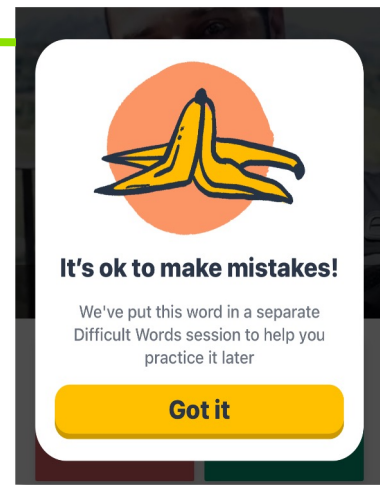 It's ok to make mistakes!
We've put this word in a separate
Difficult Words session to help you
practice it later
Got it